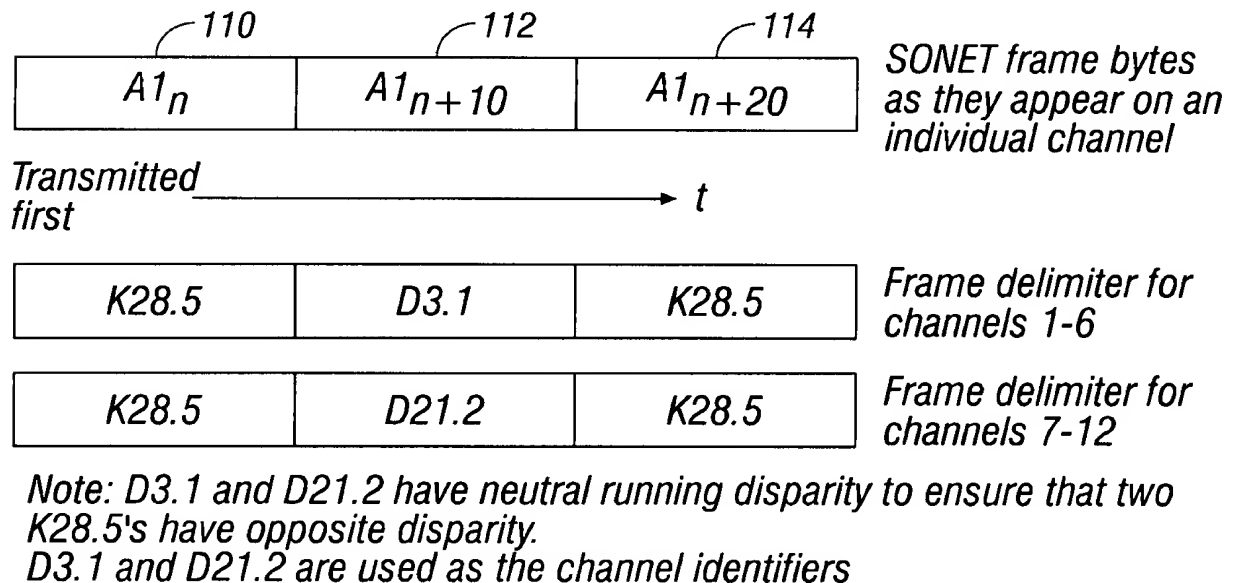 110 112 114
A1n A1n+10 A1n+20
SONET frame bytes
as they appear on an
individual channel
Transmitted
first
t
K28.5 D3.1 K28.5
Frame delimiter for
channels 1-6
K28.5 D21.2 K28.5
Frame delimiter for
channels 7-12
Note: D3.1 and D21.2 have neutral running disparity to ensure that two
K28.5's have opposite disparity.
D3.1 and D21.2 are used as the channel identifiers